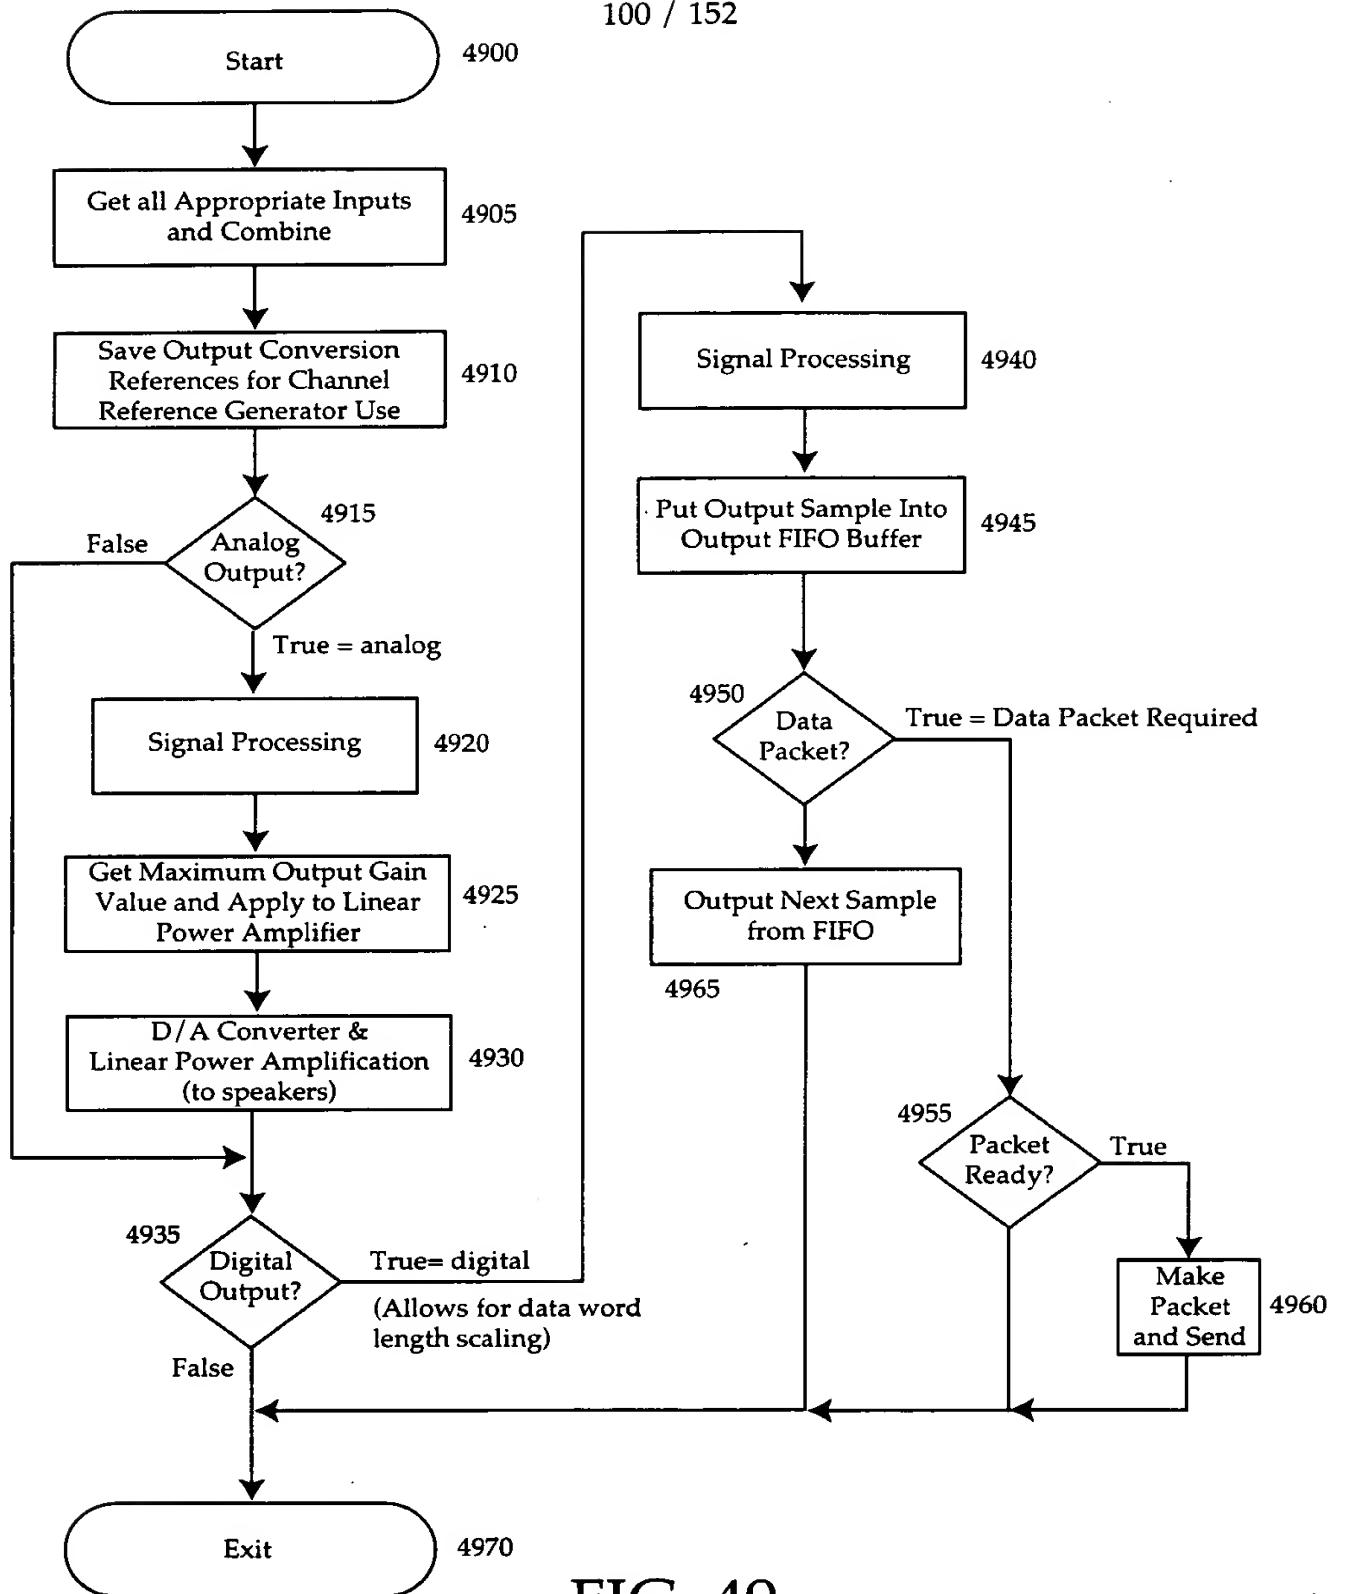 100 / 152
Start
4900
Get all Appropriate Inputs
and Combine
4905
Save Output Conversion
References for Channel
Reference Generator Use
4910
4915
Analog
Output?
False
True = analog
Signal Processing
4920
Get Maximum Output Gain
Value and Apply to Linear
Power Amplifier
4925
D/A Converter &
Linear Power Amplification
(to speakers)
4930
4935
Digital
Output?
True= digital
(Allows for data word
length scaling)
False
Signal Processing
4940
Put Output Sample Into
Output FIFO Buffer
4945
4950
Data
Packet?
True = Data Packet Required
Output Next Sample
from FIFO
4965
4955
Packet
Ready?
True
Make
Packet
and Send
4960
Exit
4970
FIG. 49